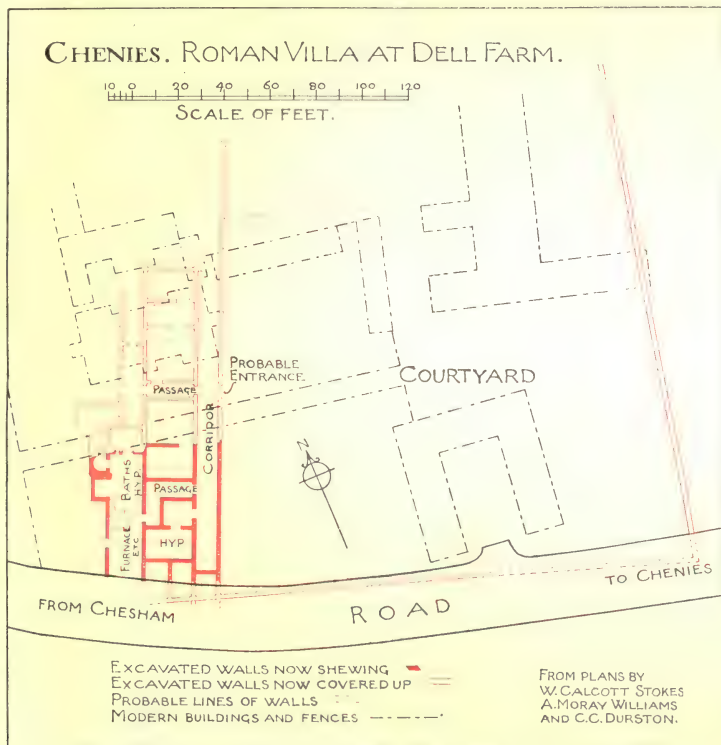 CHENIES. ROMAN VILLA AT DELL FARM.
10 0 20 40 60 80 100 120
SCALE OF FEET.
PROBABLE
ENTRANCE
PASSAGE
COURTYARD
CORRIDOR
N
BATHS
HYP
PASSAGE
FURNACE
ETC
HYP
TO CHENIES
FROM CHESHAM
ROAD
EXCAVATED WALLS NOW SHEWING
EXCAVATED WALLS NOW COVERED UP
PROBABLE LINES OF WALLS
MODERN BUILDINGS AND FENCES
FROM PLANS BY
W. CALCOTT STOKES
A. MORAY WILLIAMS
AND C.C. DURSTON.